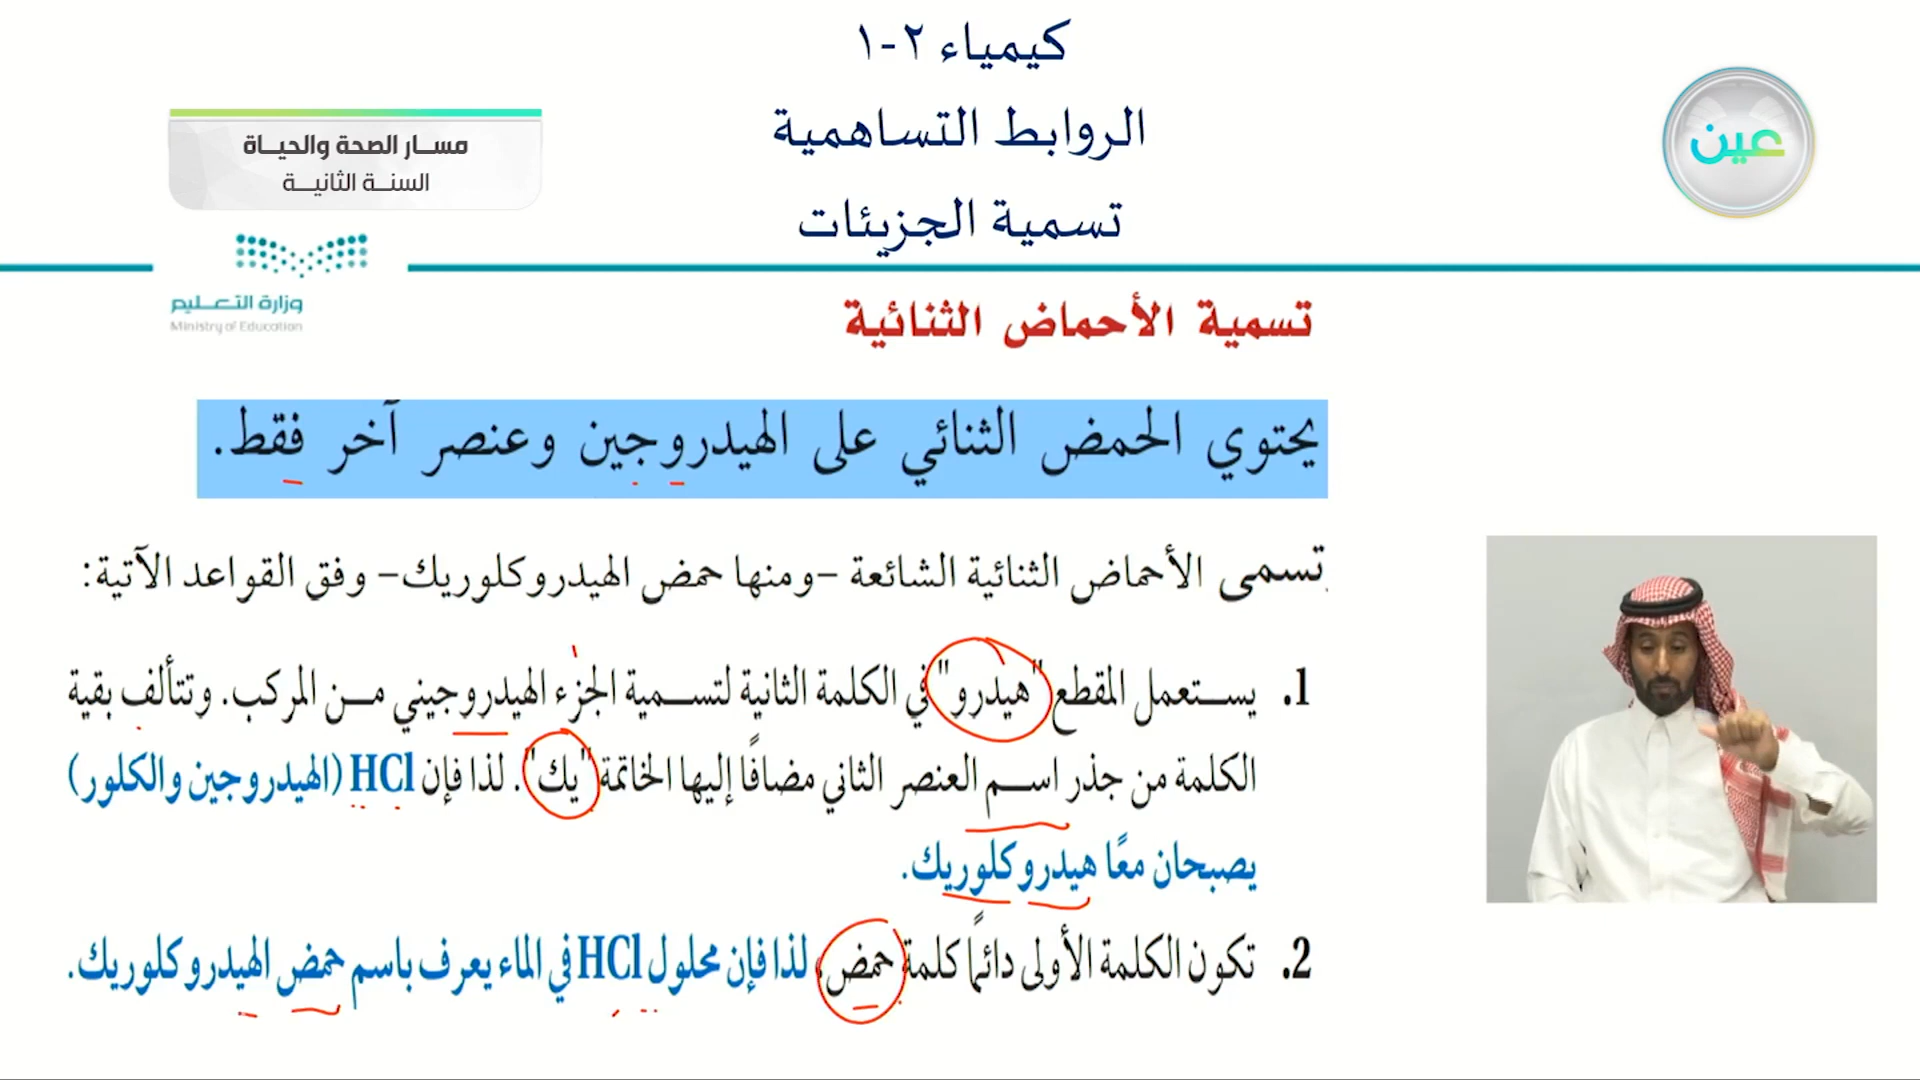 كيمياء ٢-١
الروابط التساهمية
تسمية الجزيئات
عين
مسار الصحة والحياة
السنة الثانية
وزارة التعليم
Ministry of Education
تسمية الأحماض الثنائية
يحتوي الحمض الثنائي على الهيدروجين وعنصر آخر فقط.
تسمى الأحماض الثنائية الشائعة –ومنها حمض الهيدروكلوريك– وفق القواعد الآتية:
1. يستعمل المقطع "هيدرو" في الكلمة الثانية لتسمية الجزء الهيدروجيني من المركب. وتتألف بقية
الكلمة من جذر اسم العنصر الثاني مضافًا إليها الخاتمة "يك". لذا فإن HCl (الهيدروجين والكلور)
يصبحان معًا هيدروكلوريك.
2. تكون الكلمة الأولى دائمًا كلمة حمض، لذا فإن محلول HCl في الماء يعرف باسم حمض الهيدروكلوريك.